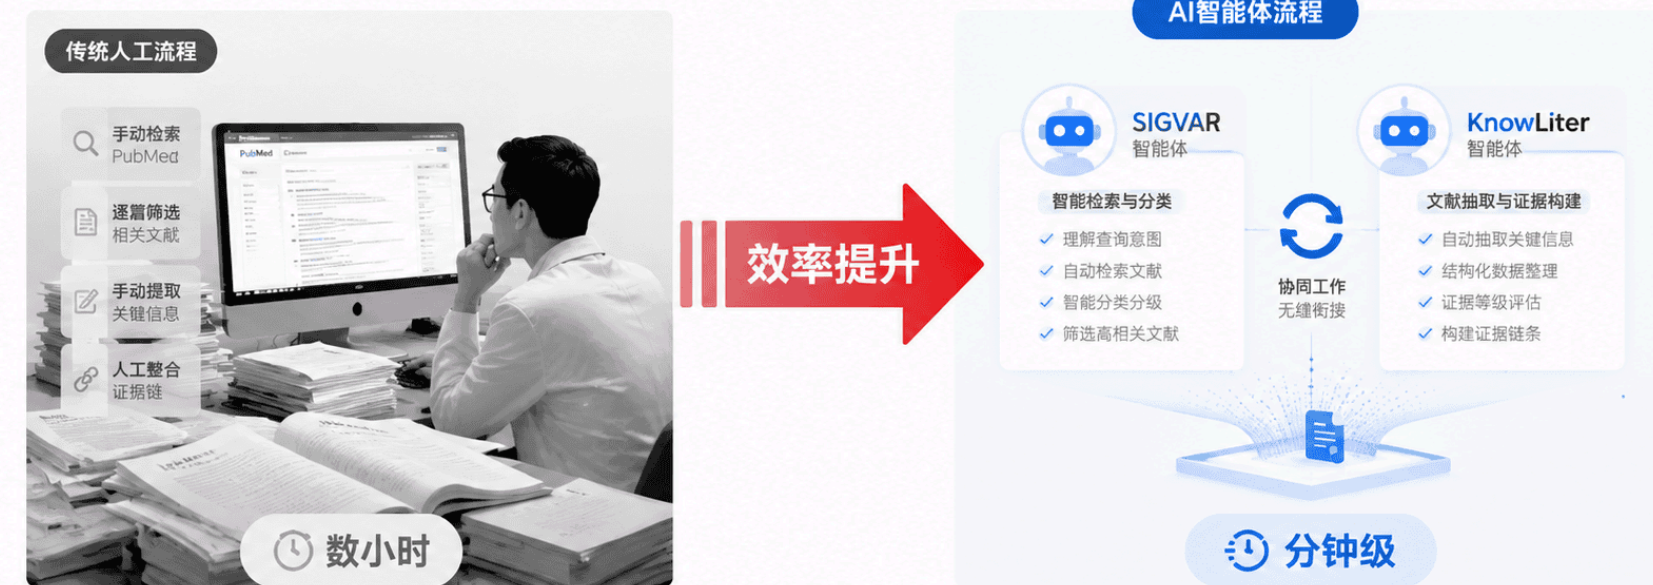 传统人工流程
手动检索
PubMed
逐篇筛选
相关文献
手动提取
关键信息
人工整合
证据链
PubMed
数小时
效率提升
AI智能体流程
SIGVAR
智能体
智能检索与分类
理解查询意图
自动检索文献
智能分类分级
筛选高相关文献
协同工作
无缝衔接
KnowLiter
智能体
文献抽取与证据构建
自动抽取关键信息
结构化数据整理
证据等级评估
构建证据链条
分钟级